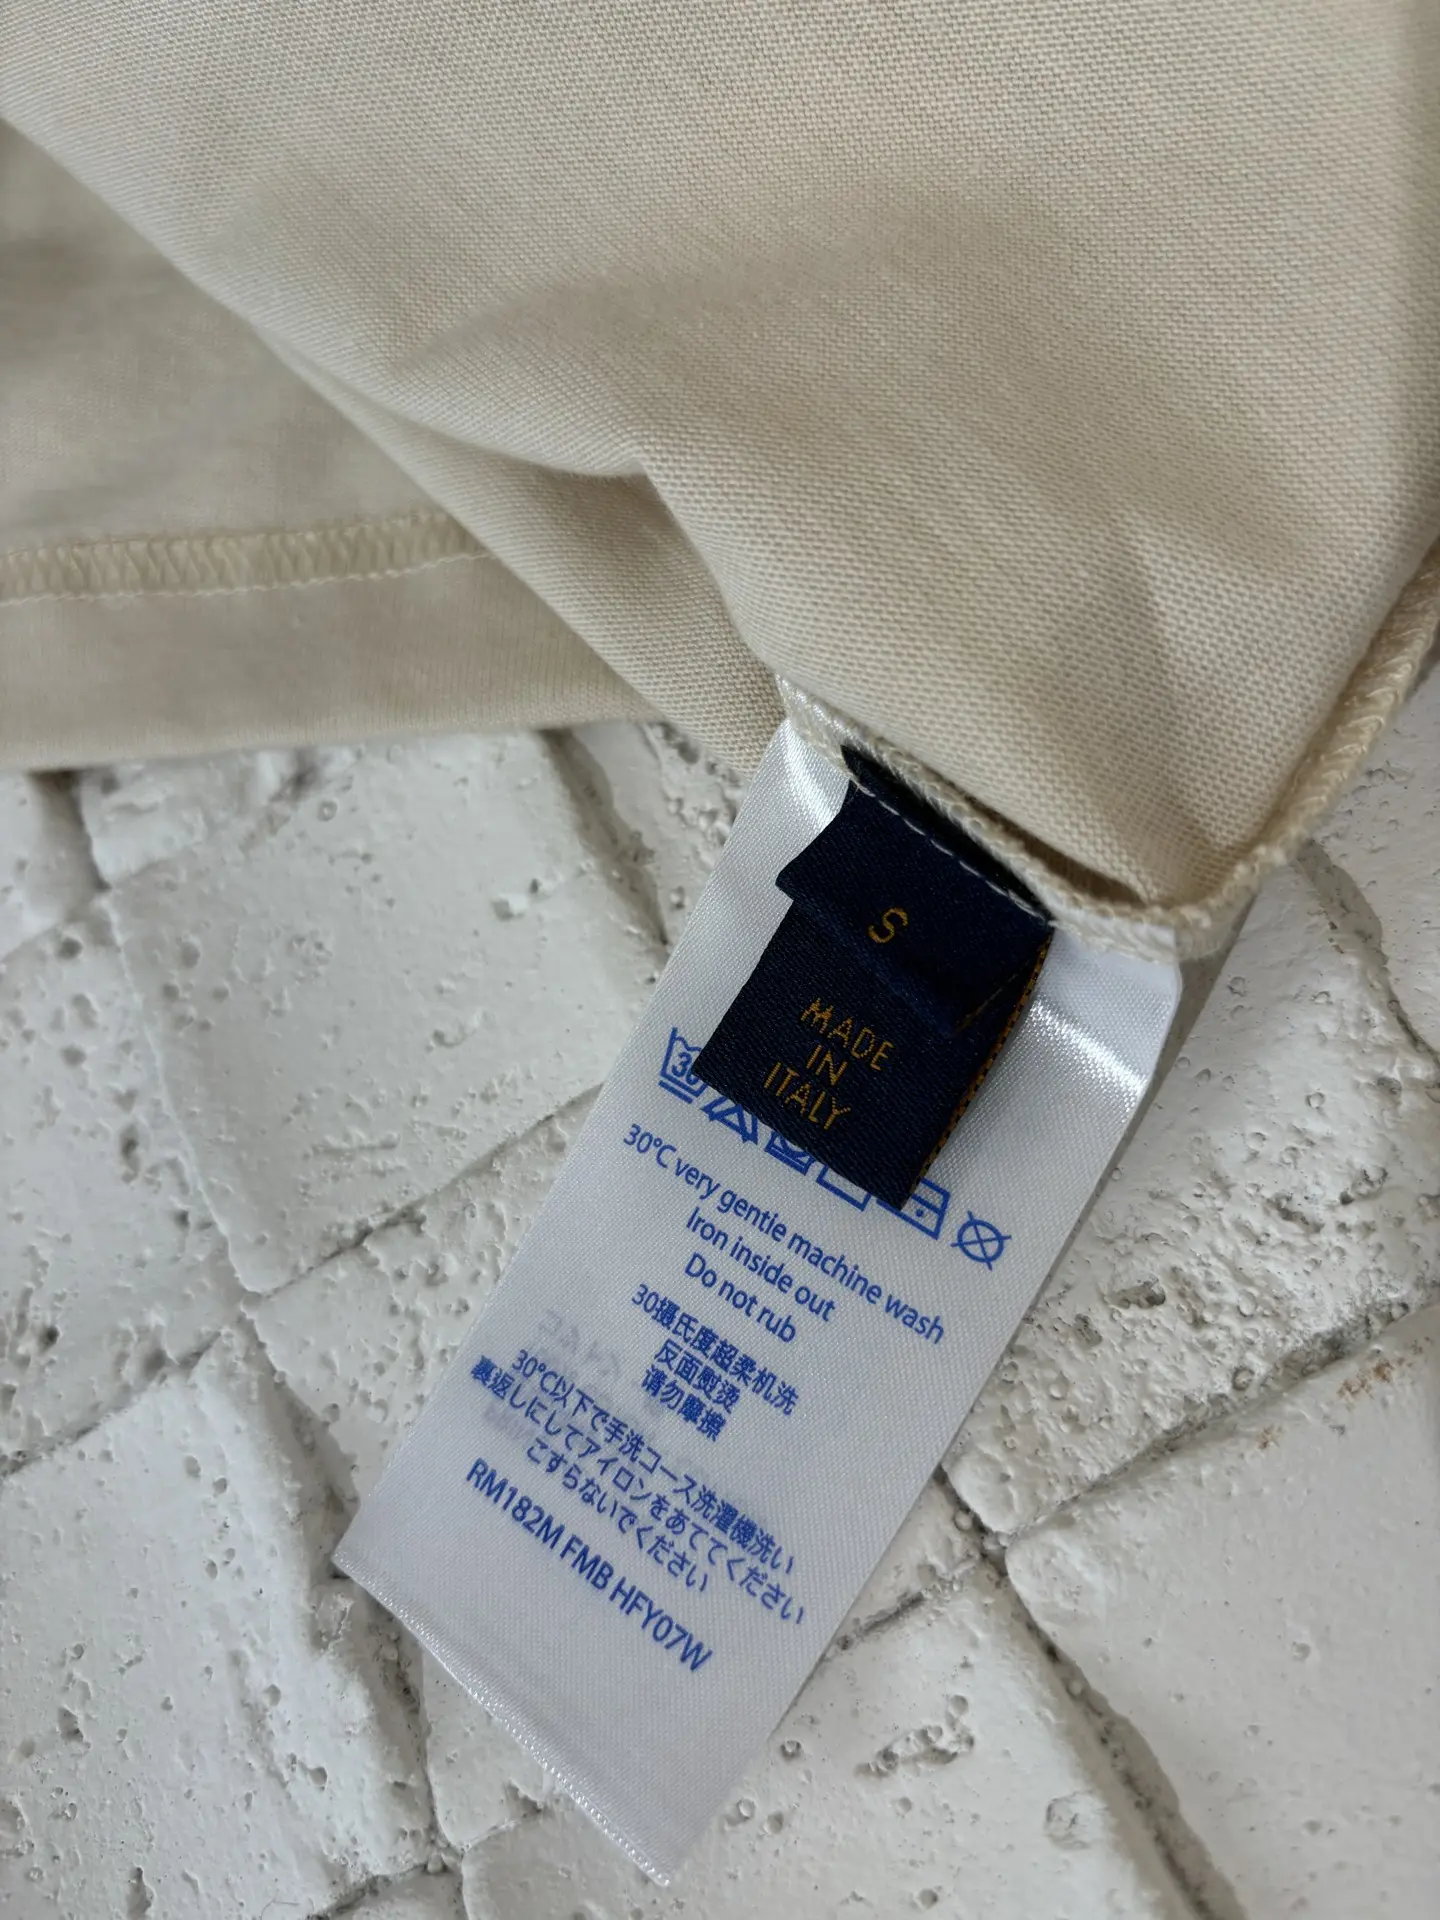 S
MADE
IN
ITALY
30
30°C very gentie machine wash
Iron inside out
Do not rub
30摄氏度超柔机洗
反面熨烫
请勿摩擦
30℃以下で手洗コース洗濯機洗い
裏返しにしてアイロンをあててください
こすらないでください
RM182M FMB HFY07W